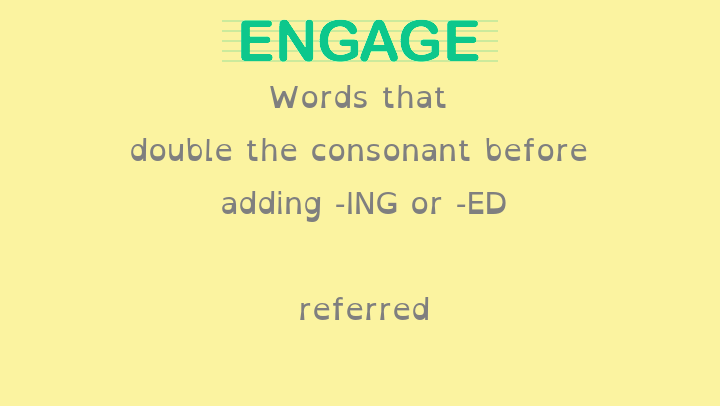 ENGAGE
Words that
double the consonant before
adding -ING or -ED
referred